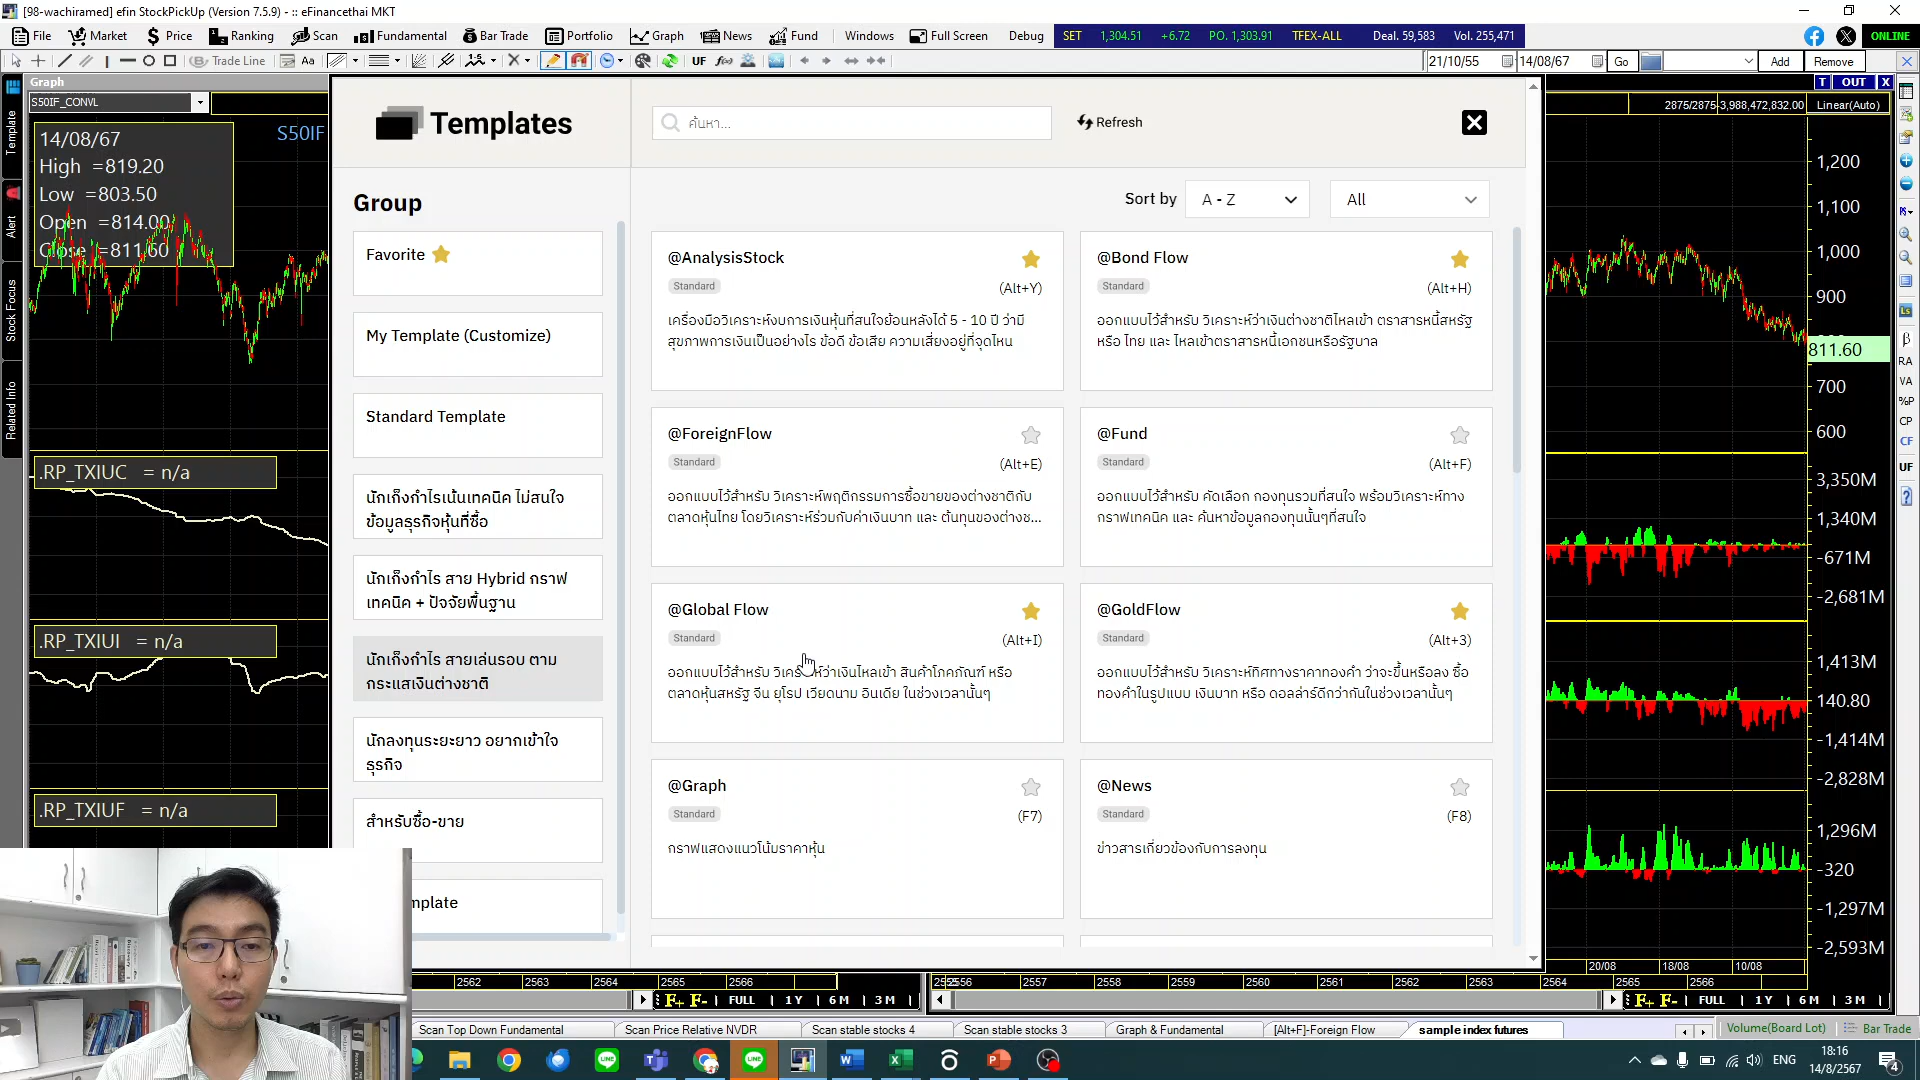 [98-wachiramed] efin StockPickUp (Version 7.5.9) - :: eFinancethai MKT
File Market Price Ranking Scan Fundamental Bar Trade Portfolio Graph News Fund Windows Full Screen Debug SET 1,304.51 +6.72 PO. 1,303.91 TFEX-ALL Deal. 59,583 Vol. 255,471 ONLINE
Trade Line Aa UF 21/10/55 14/08/67 Go Add Remove
Graph
T OUT X
S50IF_CONVL
2875/2875-3,988,472,832.00 Linear(Auto)
14/08/67
High =819.20
Low =803.50
Open =814.00
Close =811.60
S50IF
.RP_TXIUC = n/a
.RP_TXIUI = n/a
.RP_TXIUF = n/a
Template
Alert
Stock Focus
Related Info
Templates
ค้นหา...
Refresh
Group
Sort by A - Z All
Favorite
My Template (Customize)
Standard Template
นักเก็งกำไรเน้นเทคนิค ไม่สนใจ
ข้อมูลธุรกิจหุ้นที่ซื้อ
นักเก็งกำไร สาย Hybrid กราฟ
เทคนิค + ปัจจัยพื้นฐาน
นักเก็งกำไร สายเล่นรอบ ตาม
กระแสเงินต่างชาติ
นักลงทุนระยะยาว อยากเข้าใจ
ธุรกิจ
สำหรับซื้อ-ขาย
mplate
@AnalysisStock
Standard
(Alt+Y)
เครื่องมือวิเคราะห์งบการเงินหุ้นที่สนใจย้อนหลังได้ 5 - 10 ปี ว่ามี
สุขภาพการเงินเป็นอย่างไร ข้อดี ข้อเสีย ความเสี่ยงอยู่ที่จุดไหน
@Bond Flow
Standard
(Alt+H)
ออกแบบไว้สำหรับ วิเคราะห์ว่าเงินต่างชาติไหลเข้า ตราสารหนี้สหรัฐ
หรือ ไทย และ ไหลเข้าตราสารหนี้เอกชนหรือรัฐบาล
@ForeignFlow
Standard
(Alt+E)
ออกแบบไว้สำหรับ วิเคราะห์พฤติกรรมการซื้อขายของต่างชาติกับ
ตลาดหุ้นไทย โดยวิเคราะห์ร่วมกับค่าเงินบาท และ ต้นทุนของต่างช...
@Fund
Standard
(Alt+F)
ออกแบบไว้สำหรับ คัดเลือก กองทุนรวมที่สนใจ พร้อมวิเคราะห์ทาง
กราฟเทคนิค และ ค้นหาข้อมูลกองทุนนั้นๆที่สนใจ
@Global Flow
Standard
(Alt+I)
ออกแบบไว้สำหรับ วิเคราะห์ว่าเงินไหลเข้า สินค้าโภคภัณฑ์ หรือ
ตลาดหุ้นสหรัฐ จีน ยุโรป เวียดนาม อินเดีย ในช่วงเวลานั้นๆ
@GoldFlow
Standard
(Alt+3)
ออกแบบไว้สำหรับ วิเคราะห์ทิศทางราคาทองคำ ว่าจะขึ้นหรือลง ซื้อ
ทองคำในรูปแบบ เงินบาท หรือ ดอลล่าร์ดีกว่ากันในช่วงเวลานั้นๆ
@Graph
Standard
(F7)
กราฟแสดงแนวโน้มราคาหุ้น
@News
Standard
(F8)
ข่าวสารเกี่ยวข้องกับการลงทุน
1,200
1,100
1,000
900
811.60
700
600
3,350M
1,340M
-671M
-2,681M
1,413M
140.80
-1,414M
-2,828M
1,296M
-320
-1,297M
-2,593M
RA
VA
%P
CP
CF
UF
20/08 18/08 10/08
2562 2563 2564 2565 2566 2556 2557 2558 2559 2560 2561 2562 2563 2564 2565 2566
F+ F- FULL 1 Y 6 M 3 M F+ F- FULL 1 Y 6 M 3 M
Scan Top Down Fundamental Scan Price Relative NVDR Scan stable stocks 4 Scan stable stocks 3 Graph & Fundamental [Alt+F]-Foreign Flow sample index futures Volume(Board Lot) Bar Trade
ENG 18:16
14/8/2567
4